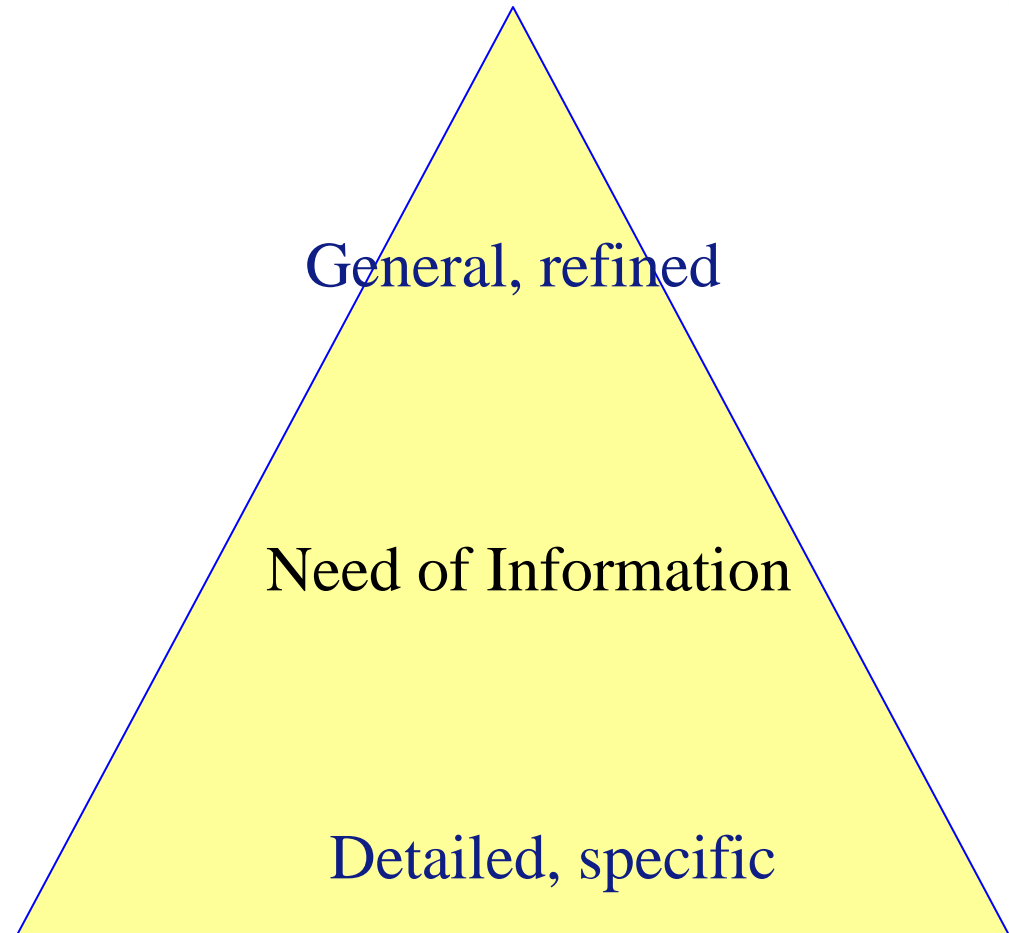 General, refined
Need of Information
Detailed, specific